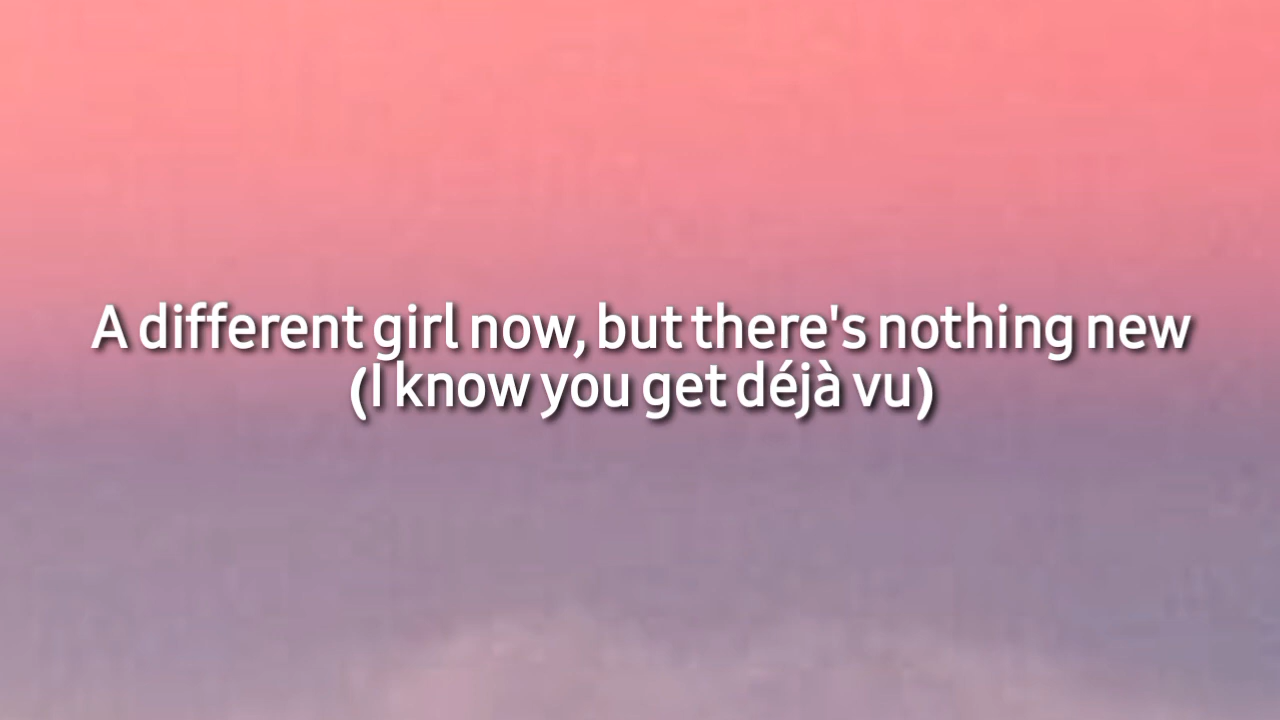 A different girl now, but there's nothing new
(I know you get déjà vu)